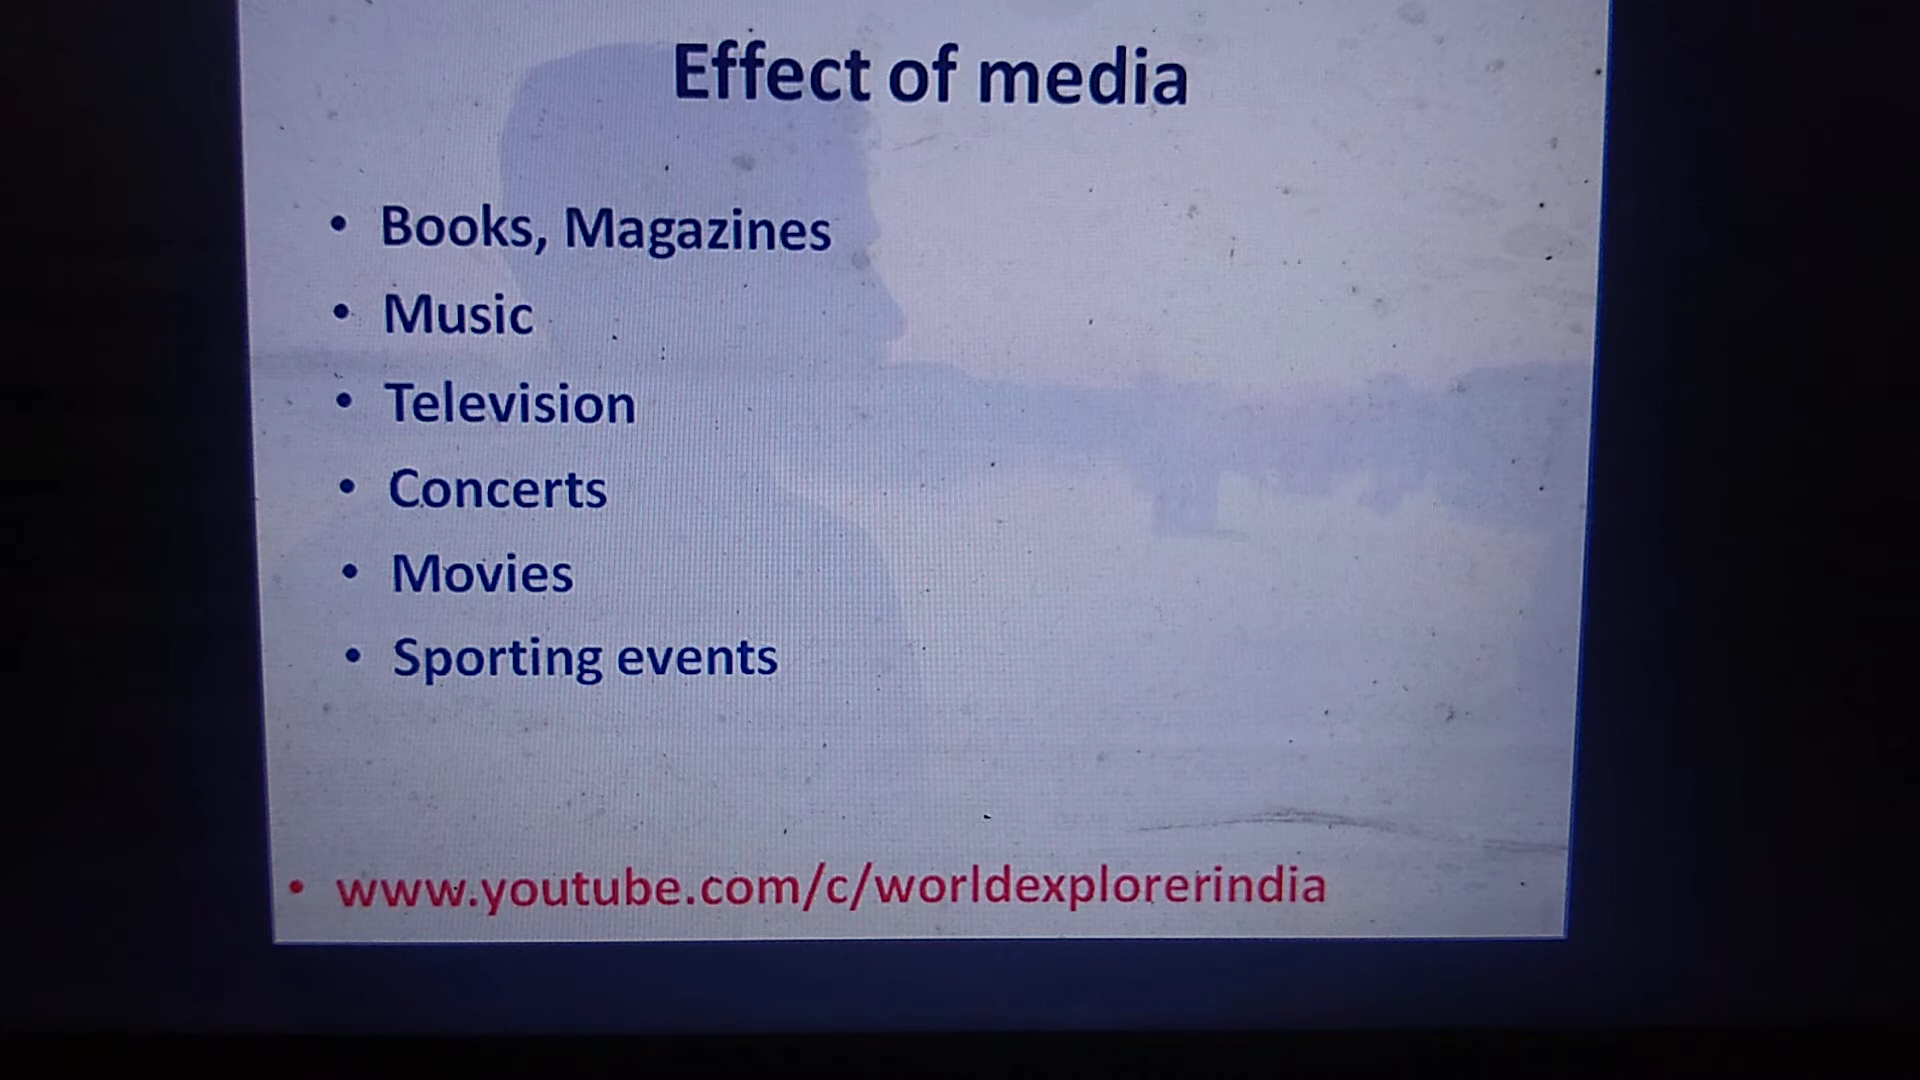 Effect of media
• Books, Magazines
• Music
• Television
• Concerts
• Movies
• Sporting events
• www.youtube.com/c/worldexplorerindia